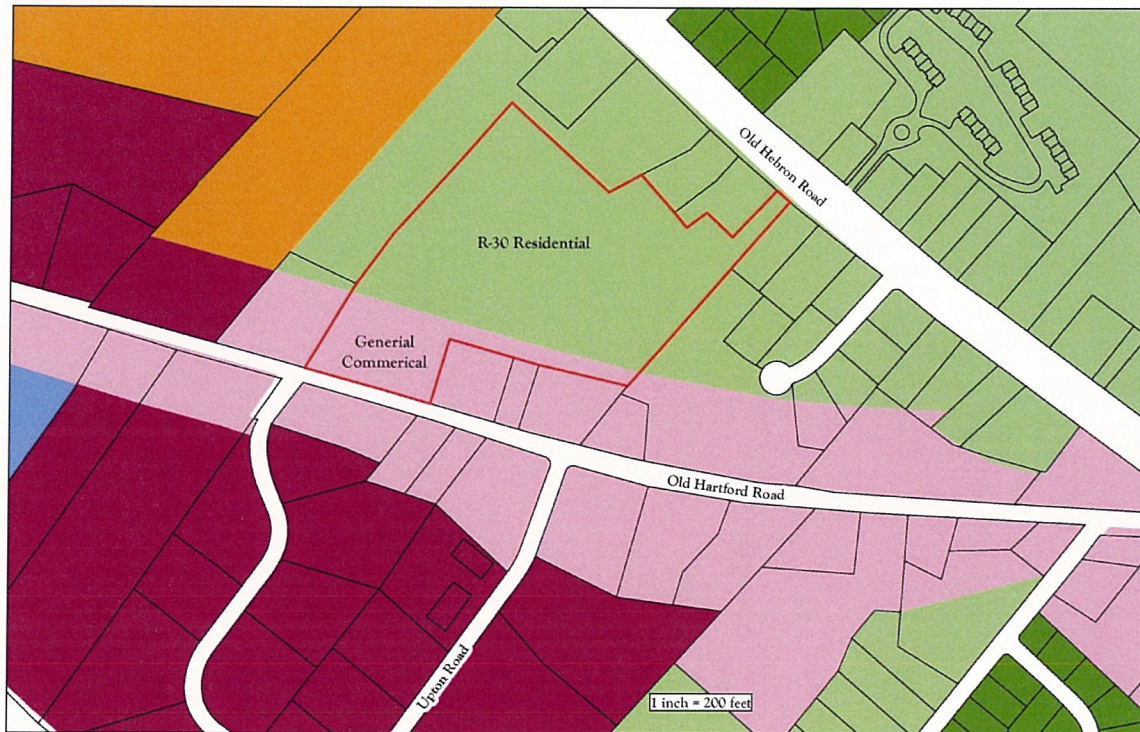 Old Hebron Road
R-30 Residential
Generial
Commerical
Old Hartford Road
Upton Road
1 inch = 200 feet